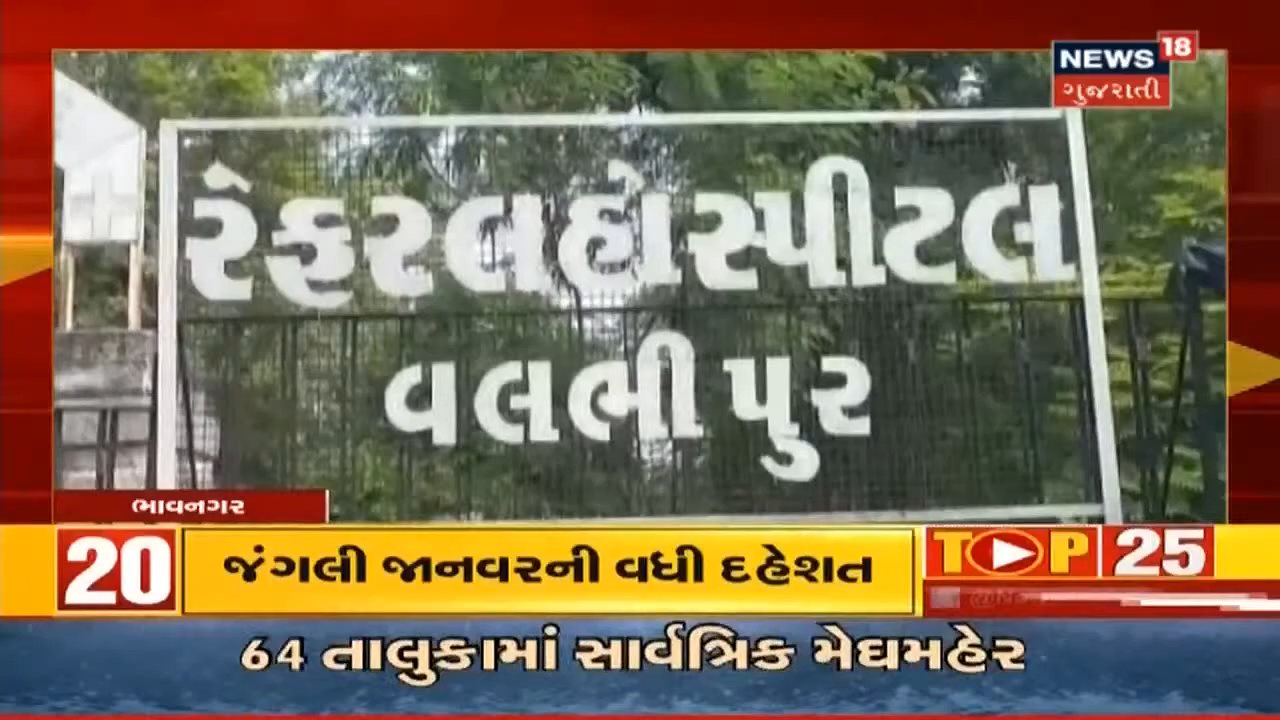 NEWS 18
ગુજરાતી
રેફરલહોસ્પીટલ
વલભીપુર
ભાવનગર
20
જંગલી જાનવરની વધી દહેશત
TOP 25
64 તાલુકામાં સાર્વત્રિક મેઘમહેર